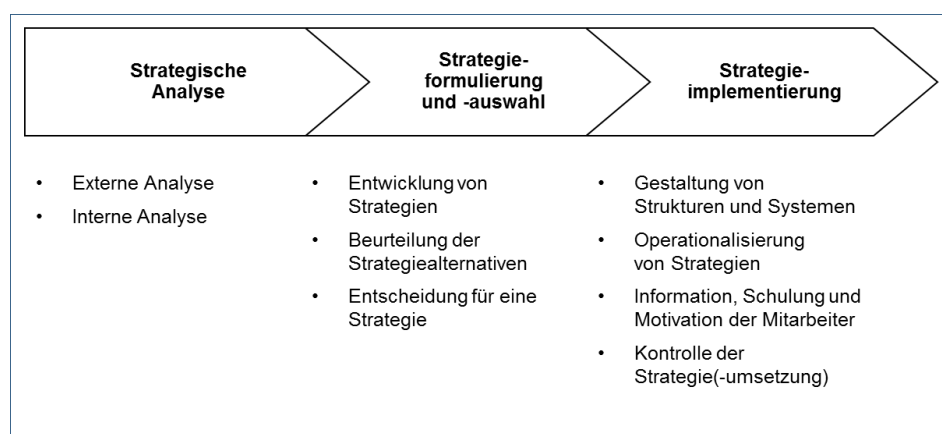 Strategische
Analyse
Strategie-
formulierung
und -auswahl
Strategie-
implementierung
• Externe Analyse
• Interne Analyse
• Entwicklung von
Strategien
• Beurteilung der
Strategiealternativen
• Entscheidung für eine
Strategie
• Gestaltung von
Strukturen und Systemen
• Operationalisierung
von Strategien
• Information, Schulung und
Motivation der Mitarbeiter
• Kontrolle der
Strategie(-umsetzung)